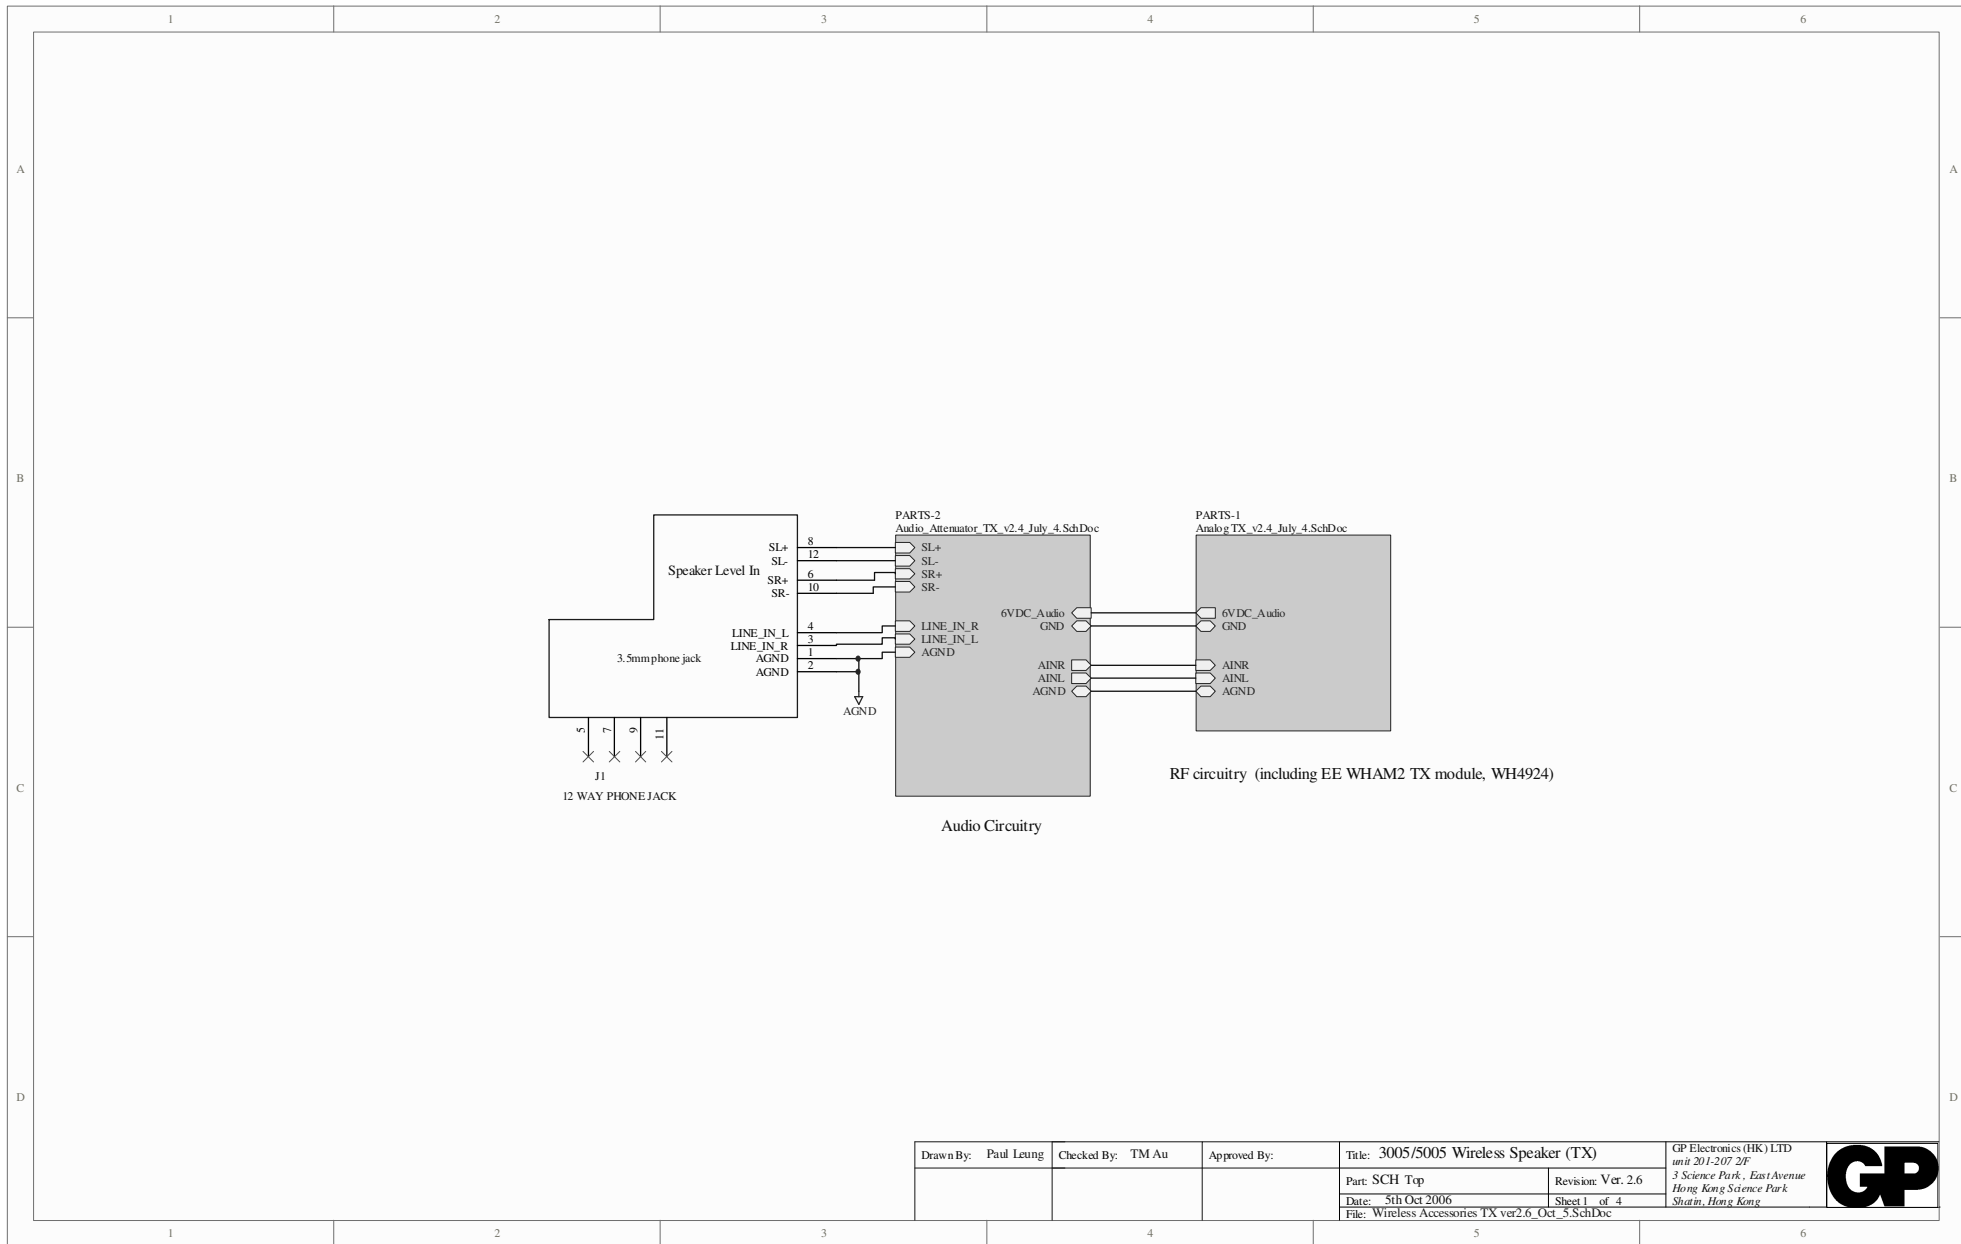 1 2 3 4 5 6
A A
B B
C C
D D
PARTS-2
Audio_Attenuator_TX_v2.4_July_4.SchDoc
PARTS-1
Analog TX_v2.4_July_4.SchDoc
Speaker Level In
SL+ 8
SL- 12
SR+ 6
SR- 10
LINE_IN_L 4
LINE_IN_R 3
AGND 1
AGND 2
3.5mm phone jack
AGND
5 7 9 11
J1
12 WAY PHONE JACK
SL+
SL-
SR+
SR-
LINE_IN_R
LINE_IN_L
AGND
6VDC_Audio
GND
AINR
AINL
AGND
6VDC_Audio
GND
AINR
AINL
AGND
RF circuitry (including EE WHAM2 TX module, WH4924)
Audio Circuitry
Drawn By: Paul Leung
Checked By: TM Au
Approved By:
Title: 3005/5005 Wireless Speaker (TX)
Part: SCH Top
Revision: Ver. 2.6
Date: 5th Oct 2006
Sheet 1 of 4
File: Wireless Accessories TX ver2.6_Oct_5.SchDoc
GP Electronics (HK) LTD
unit 201-207 2/F
3 Science Park, East Avenue
Hong Kong Science Park
Shatin, Hong Kong
GP
1 2 3 4 5 6